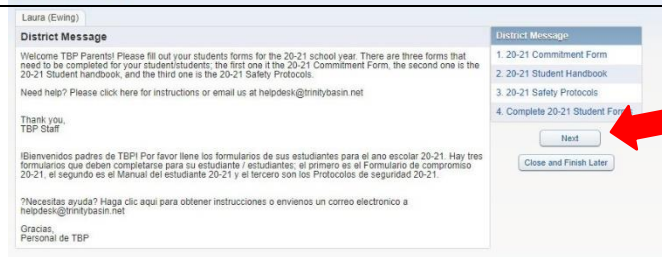 Laura (Ewing)
District Message
Welcome TBP Parents! Please fill out your students forms for the 20-21 school year. There are three forms that
need to be completed for your student/students; the first one it the 20-21 Commitment Form, the second one is the
20-21 Student handbook, and the third one is the 20-21 Safety Protocols.
Need help? Please click here for instructions or email us at helpdesk@trinitybasin.net
Thank you,
TBP Staff
!Bienvenidos padres de TBP! Por favor llene los formularios de sus estudiantes para el ano escolar 20-21. Hay tres
formularios que deben completarse para su estudiante / estudiantes; el primero es el Formulario de compromiso
20-21, el segundo es el Manual del estudiante 20-21 y el tercero son los Protocolos de seguridad 20-21.
?Necesitas ayuda? Haga clic aqui para obtener instrucciones o envienos un correo electronico a
helpdesk@trinitybasin.net
Gracias,
Personal de TBP
District Message
1. 20-21 Commitment Form
2. 20-21 Student Handbook
3. 20-21 Safety Protocols
4. Complete 20-21 Student
Next
Close and Finish Later